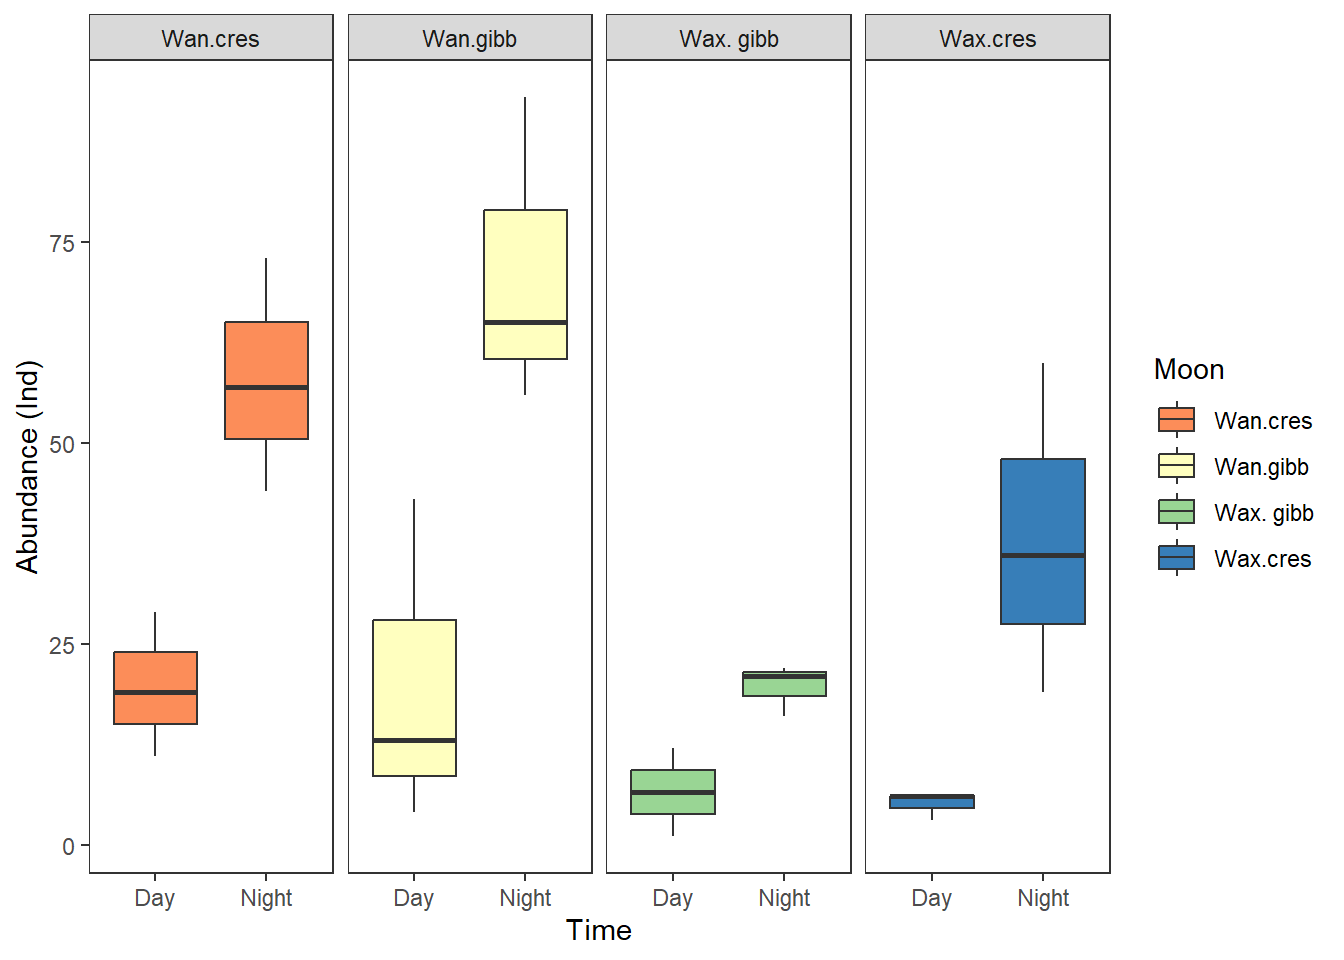 Wan.cres Wan.gibb Wax. gibb Wax.cres
Abundance (Ind)
75
50
25
0
Day Night Day Night Day Night Day Night
Time
Moon
Wan.cres
Wan.gibb
Wax. gibb
Wax.cres